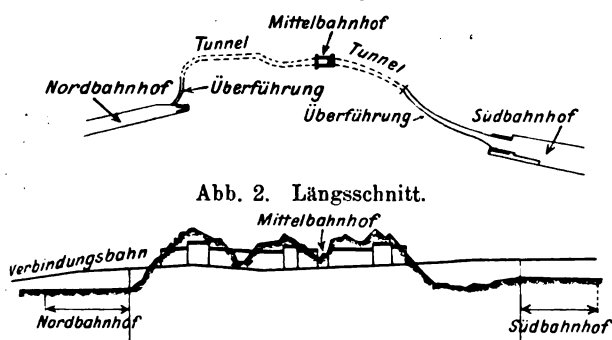 Mittelbahnhof
Tunnel
Tunnel
Nordbahnhof
Überführung
Überführung
Südbahnhof
Abb. 2. Längsschnitt.
Mittelbahnhof
Verbindungsbahn
Nordbahnhof
Südbahnhof